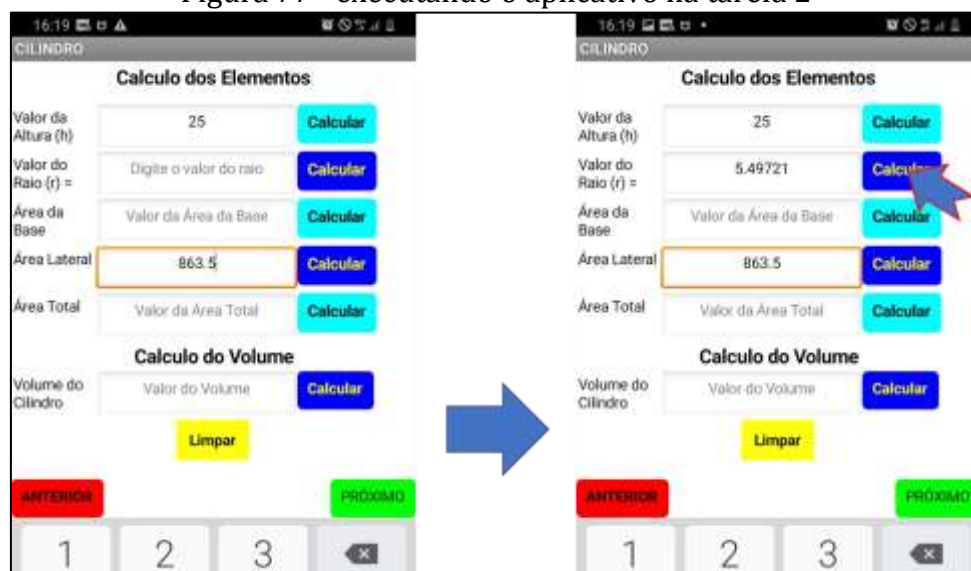 16:19
CILINDRO
Calculo dos Elementos
Valor da Altura (h)
25
Calcular
Valor do Raio (r) =
Digite o valor do raio
Calcular
Área da Base
Valor da Área da Base
Calcular
Área Lateral
863.5
Calcular
Área Total
Valor da Área Total
Calcular
Calculo do Volume
Volume do Cilindro
Valor do Volume
Calcular
Limpar
ANTERIOR
PRÓXIMO
1 2 3
16:19
CILINDRO
Calculo dos Elementos
Valor da Altura (h)
25
Calcular
Valor do Raio (r) =
5.49721
Calcular
Área da Base
Valor da Área da Base
Calcular
Área Lateral
863.5
Calcular
Área Total
Valor da Área Total
Calcular
Calculo do Volume
Volume do Cilindro
Valor do Volume
Calcular
Limpar
ANTERIOR
PRÓXIMO
1 2 3